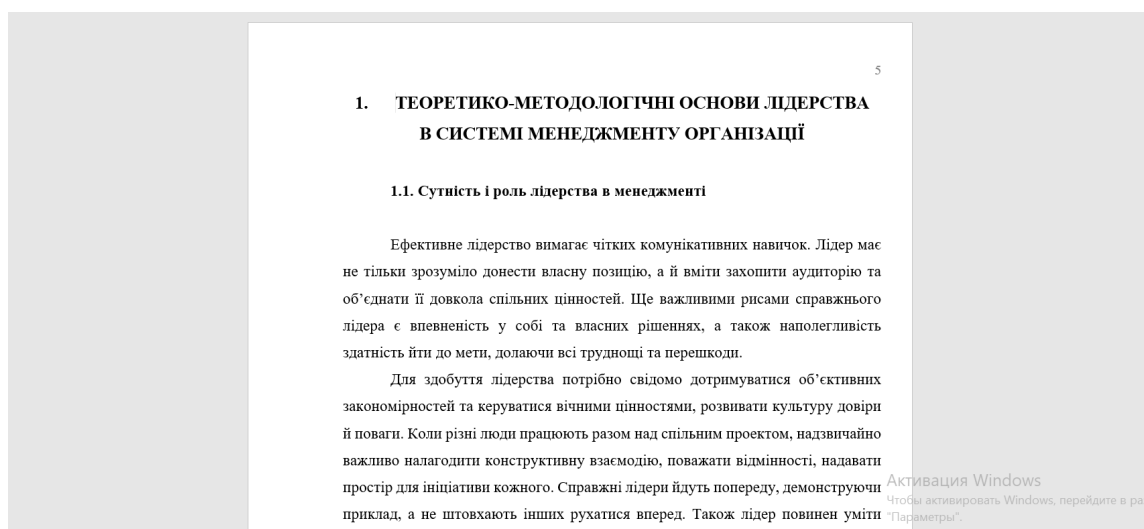 5
1. ТЕОРЕТИКО-МЕТОДОЛОГІЧНІ ОСНОВИ ЛІДЕРСТВА
В СИСТЕМІ МЕНЕДЖМЕНТУ ОРГАНІЗАЦІЇ
1.1. Сутність і роль лідерства в менеджменті
Ефективне лідерство вимагає чітких комунікативних навичок. Лідер має
не тільки зрозуміло донести власну позицію, а й вміти захопити аудиторію та
об’єднати її довкола спільних цінностей. Ще важливими рисами справжнього
лідера є впевненість у собі та власних рішеннях, а також наполегливість
здатність йти до мети, долаючи всі труднощі та перешкоди.
Для здобуття лідерства потрібно свідомо дотримуватися об’єктивних
закономірностей та керуватися вічними цінностями, розвивати культуру довіри
й поваги. Коли різні люди працюють разом над спільним проектом, надзвичайно
важливо налагодити конструктивну взаємодію, поважати відмінності, надавати
простір для ініціативи кожного. Справжні лідери йдуть попереду, демонструючи
приклад, а не штовхають інших рухатися вперед. Також лідер повинен уміти
Активация Windows
Чтобы активировать Windows, перейдите в ра
"Параметры".